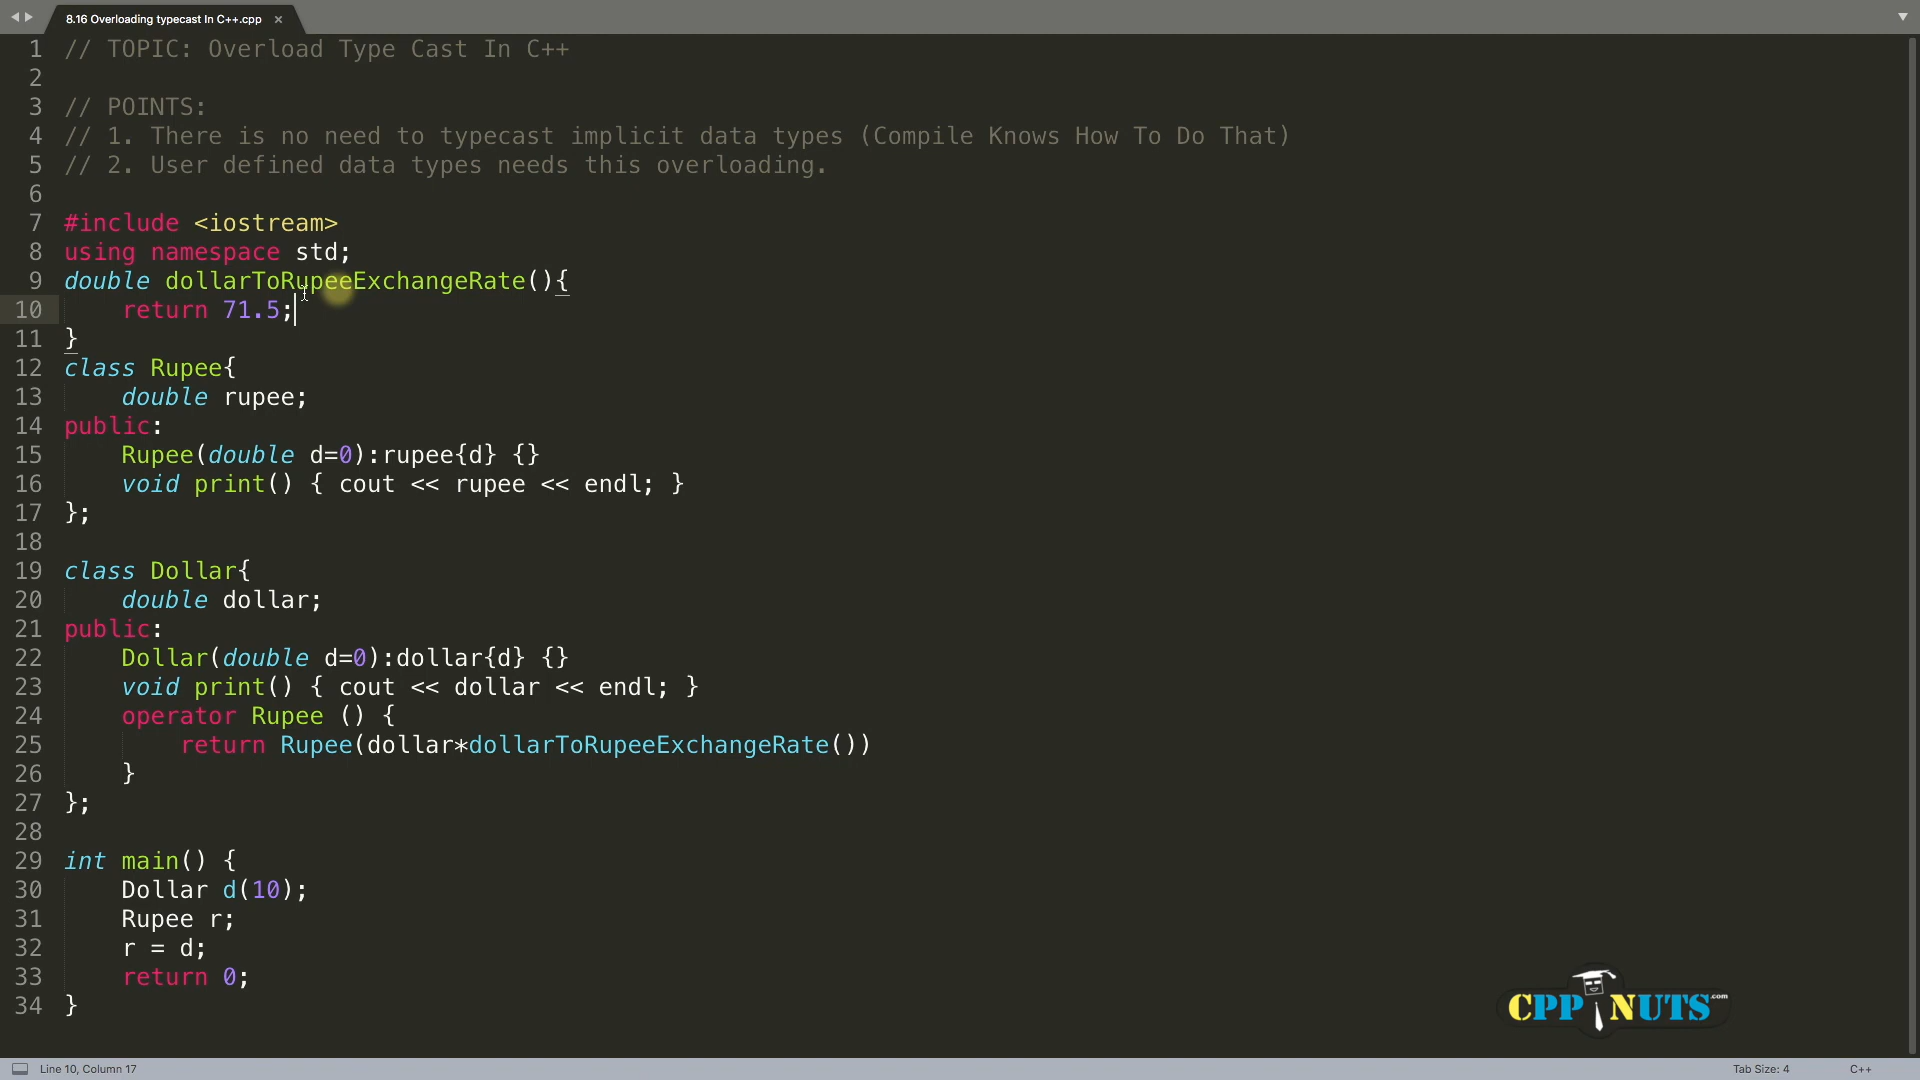 8.16 Overloading typecast In C++.cpp ×
1 // TOPIC: Overload Type Cast In C++
2
3 // POINTS:
4 // 1. There is no need to typecast implicit data types (Compile Knows How To Do That)
5 // 2. User defined data types needs this overloading.
6
7 #include <iostream>
8 using namespace std;
9 double dollarToRupeeExchangeRate(){
10     return 71.5;
11 }
12 class Rupee{
13     double rupee;
14 public:
15     Rupee(double d=0):rupee{d} {}
16     void print() { cout << rupee << endl; }
17 };
18
19 class Dollar{
20     double dollar;
21 public:
22     Dollar(double d=0):dollar{d} {}
23     void print() { cout << dollar << endl; }
24     operator Rupee () {
25         return Rupee(dollar*dollarToRupeeExchangeRate())
26     }
27 };
28
29 int main() {
30     Dollar d(10);
31     Rupee r;
32     r = d;
33     return 0;
34 }
CPP NUTS.com
Line 10, Column 17 Tab Size: 4 C++